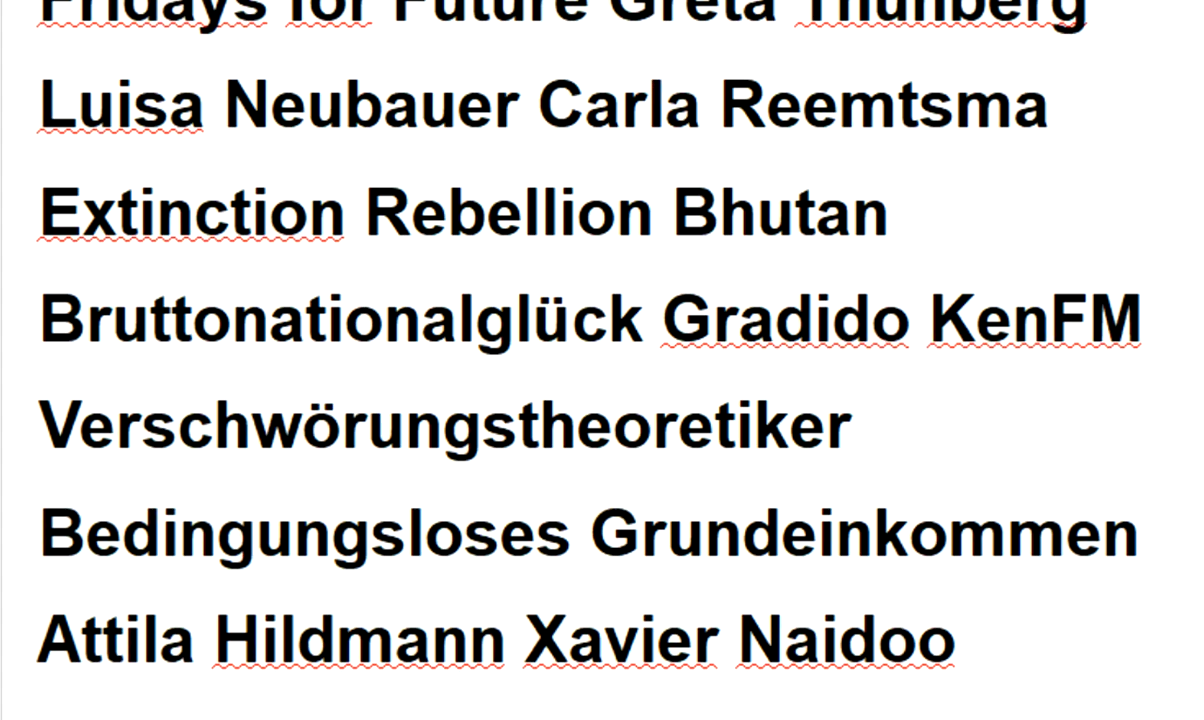 Fridays for Future Greta Thunberg
Luisa Neubauer Carla Reemtsma
Extinction Rebellion Bhutan
Bruttonationalglück Gradido KenFM
Verschwörungstheoretiker
Bedingungsloses Grundeinkommen
Attila Hildmann Xavier Naidoo